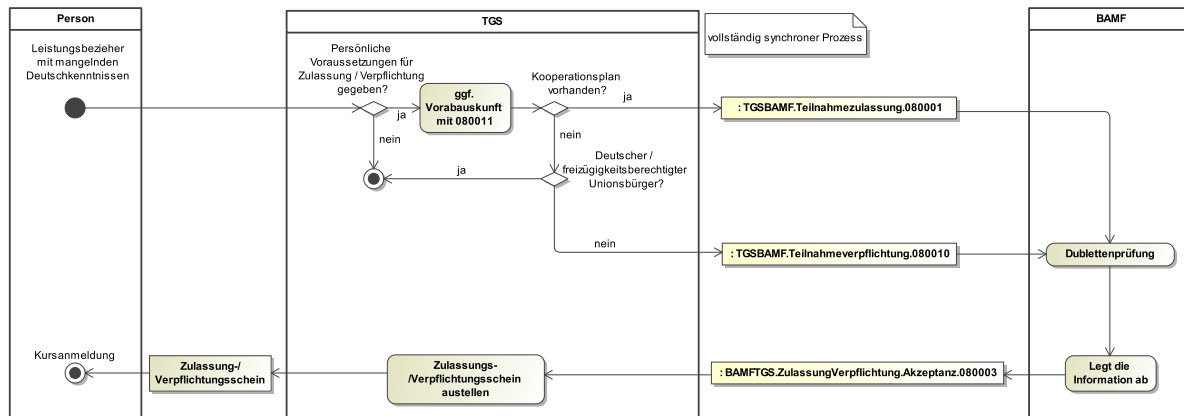 Person
TGS
BAMF
Leistungsbezieher
mit mangelnden
Deutschkenntnissen
Persönliche
Voraussetzungen für
Zulassung / Verpflichtung
gegeben?
ja
nein
ggf.
Vorabauskunft
mit 080011
Kooperationsplan
vorhanden?
ja
nein
vollständig synchroner Prozess
: TGSBAMF.Teilnahmezulassung.080001
Deutscher /
freizügigkeitsberechtigter
Unionsbürger?
ja
nein
: TGSBAMF.Teilnahmeverpflichtung.080010
Dublettenprüfung
Kursanmeldung
Zulassung-/
Verpflichtungsschein
Zulassungs-
/Verpflichtungsschein
austellen
: BAMFTGS.ZulassungVerpflichtung.Akzeptanz.080003
Legt die
Information ab